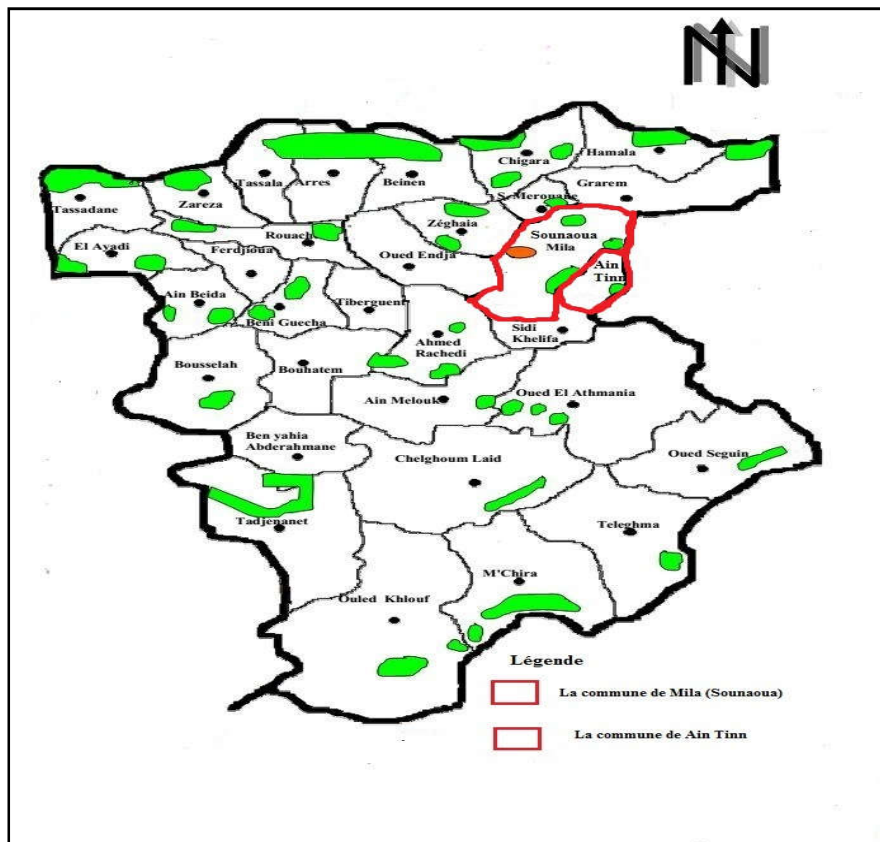 N
Chigara
Hamala
Tassala
Arres
Beinen
Grarem
Tassadane
Zareza
S. Merouane
Zéghaia
Rouach
Sounaoua
Mila
El Ayadi
Ferdjioua
Oued Endja
Ain
Tinn
Ain Beida
Tiberguent
Beni Guecha
Sidi
Khelifa
Ahmed
Rachedi
Bousselah
Bouhatem
Ain Melouk
Oued El Athmania
Ben yahia
Abderahmane
Chelghoum Laid
Oued Seguin
Tadjenanet
Teleghma
M'Chira
Ouled Khlouf
Légende
La commune de Mila (Sounaoua)
La commune de Ain Tinn